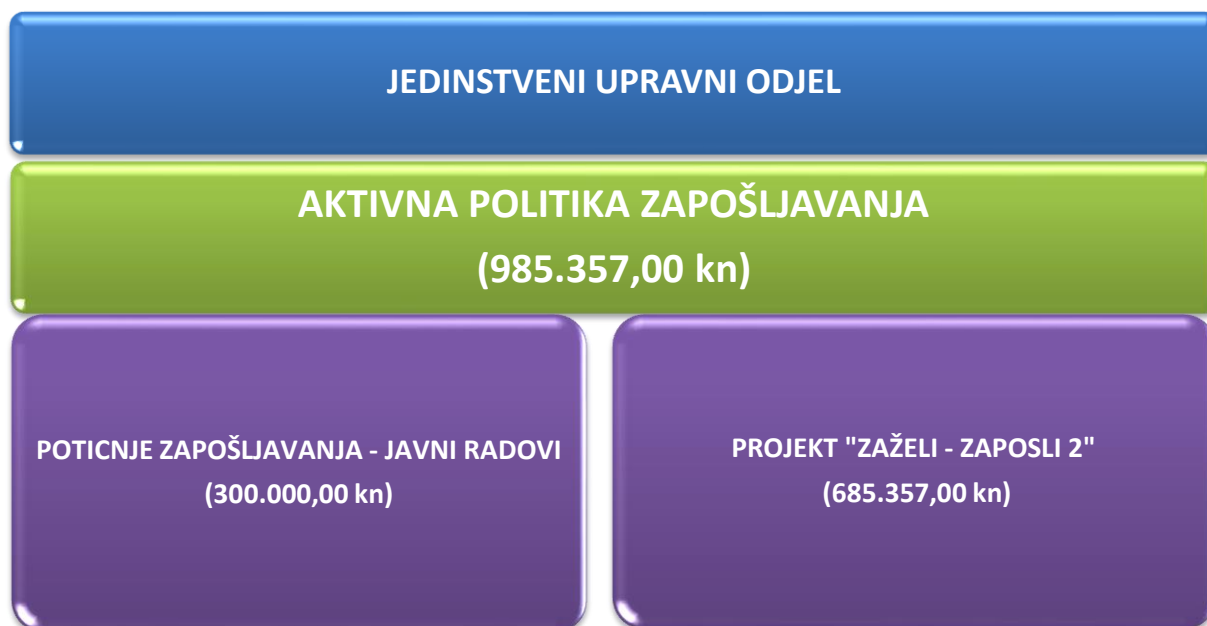 JEDINSTVENI UPRAVNI ODJEL
AKTIVNA POLITIKA ZAPOŠLJAVANJA
(985.357,00 kn)
POTICNJE ZAPOŠLJAVANJA - JAVNI RADOVI
(300.000,00 kn)
PROJEKT "ZAŽELI - ZAPOSLI 2"
(685.357,00 kn)